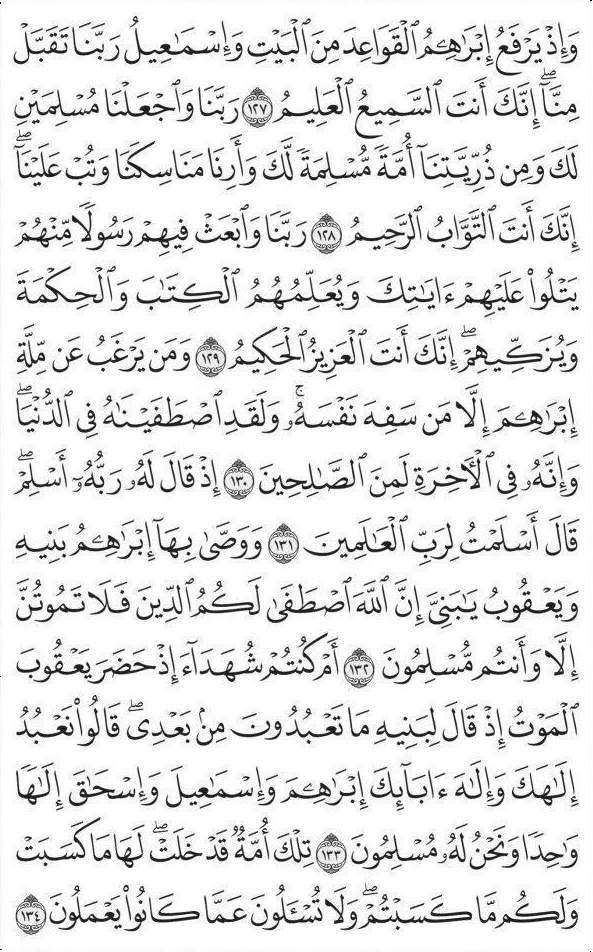 وَإِذْ يَرْفَعُ إِبْرَٰهِـۧمُ ٱلْقَوَاعِدَ مِنَ ٱلْبَيْتِ وَإِسْمَـٰعِيلُ رَبَّنَا تَقَبَّلْ
مِنَّآ ۖ إِنَّكَ أَنتَ ٱلسَّمِيعُ ٱلْعَلِيمُ ١٢٧ رَبَّنَا وَٱجْعَلْنَا مُسْلِمَيْنِ
لَكَ وَمِن ذُرِّيَّتِنَآ أُمَّةً مُّسْلِمَةً لَّكَ وَأَرِنَا مَنَاسِكَنَا وَتُبْ عَلَيْنَآ ۖ
إِنَّكَ أَنتَ ٱلتَّوَّابُ ٱلرَّحِيمُ ١٢٨ رَبَّنَا وَٱبْعَثْ فِيهِمْ رَسُولًا مِّنْهُمْ
يَتْلُوا۟ عَلَيْهِمْ ءَايَـٰتِكَ وَيُعَلِّمُهُمُ ٱلْكِتَـٰبَ وَٱلْحِكْمَةَ
وَيُزَكِّيهِمْ ۖ إِنَّكَ أَنتَ ٱلْعَزِيزُ ٱلْحَكِيمُ ١٢٩ وَمَن يَرْغَبُ عَن مِّلَّةِ
إِبْرَٰهِـۧمَ إِلَّا مَن سَفِهَ نَفْسَهُۥ ۚ وَلَقَدِ ٱصْطَفَيْنَـٰهُ فِى ٱلدُّنْيَا ۖ
وَإِنَّهُۥ فِى ٱلْـَٔاخِرَةِ لَمِنَ ٱلصَّـٰلِحِينَ ١٣٠ إِذْ قَالَ لَهُۥ رَبُّهُۥٓ أَسْلِمْ ۖ
قَالَ أَسْلَمْتُ لِرَبِّ ٱلْعَـٰلَمِينَ ١٣١ وَوَصَّىٰ بِهَآ إِبْرَٰهِـۧمُ بَنِيهِ
وَيَعْقُوبُ يَـٰبَنِىَّ إِنَّ ٱللَّهَ ٱصْطَفَىٰ لَكُمُ ٱلدِّينَ فَلَا تَمُوتُنَّ
إِلَّا وَأَنتُم مُّسْلِمُونَ ١٣٢ أَمْ كُنتُمْ شُهَدَآءَ إِذْ حَضَرَ يَعْقُوبَ
ٱلْمَوْتُ إِذْ قَالَ لِبَنِيهِ مَا تَعْبُدُونَ مِنۢ بَعْدِى ۖ قَالُوا۟ نَعْبُدُ
إِلَـٰهَكَ وَإِلَـٰهَ ءَابَآئِكَ إِبْرَٰهِـۧمَ وَإِسْمَـٰعِيلَ وَإِسْحَـٰقَ إِلَـٰهًا
وَٰحِدًا وَنَحْنُ لَهُۥ مُسْلِمُونَ ١٣٣ تِلْكَ أُمَّةٌ قَدْ خَلَتْ ۖ لَهَا مَا كَسَبَتْ
وَلَكُم مَّا كَسَبْتُمْ ۖ وَلَا تُسْـَٔلُونَ عَمَّا كَانُوا۟ يَعْمَلُونَ ١٣٤